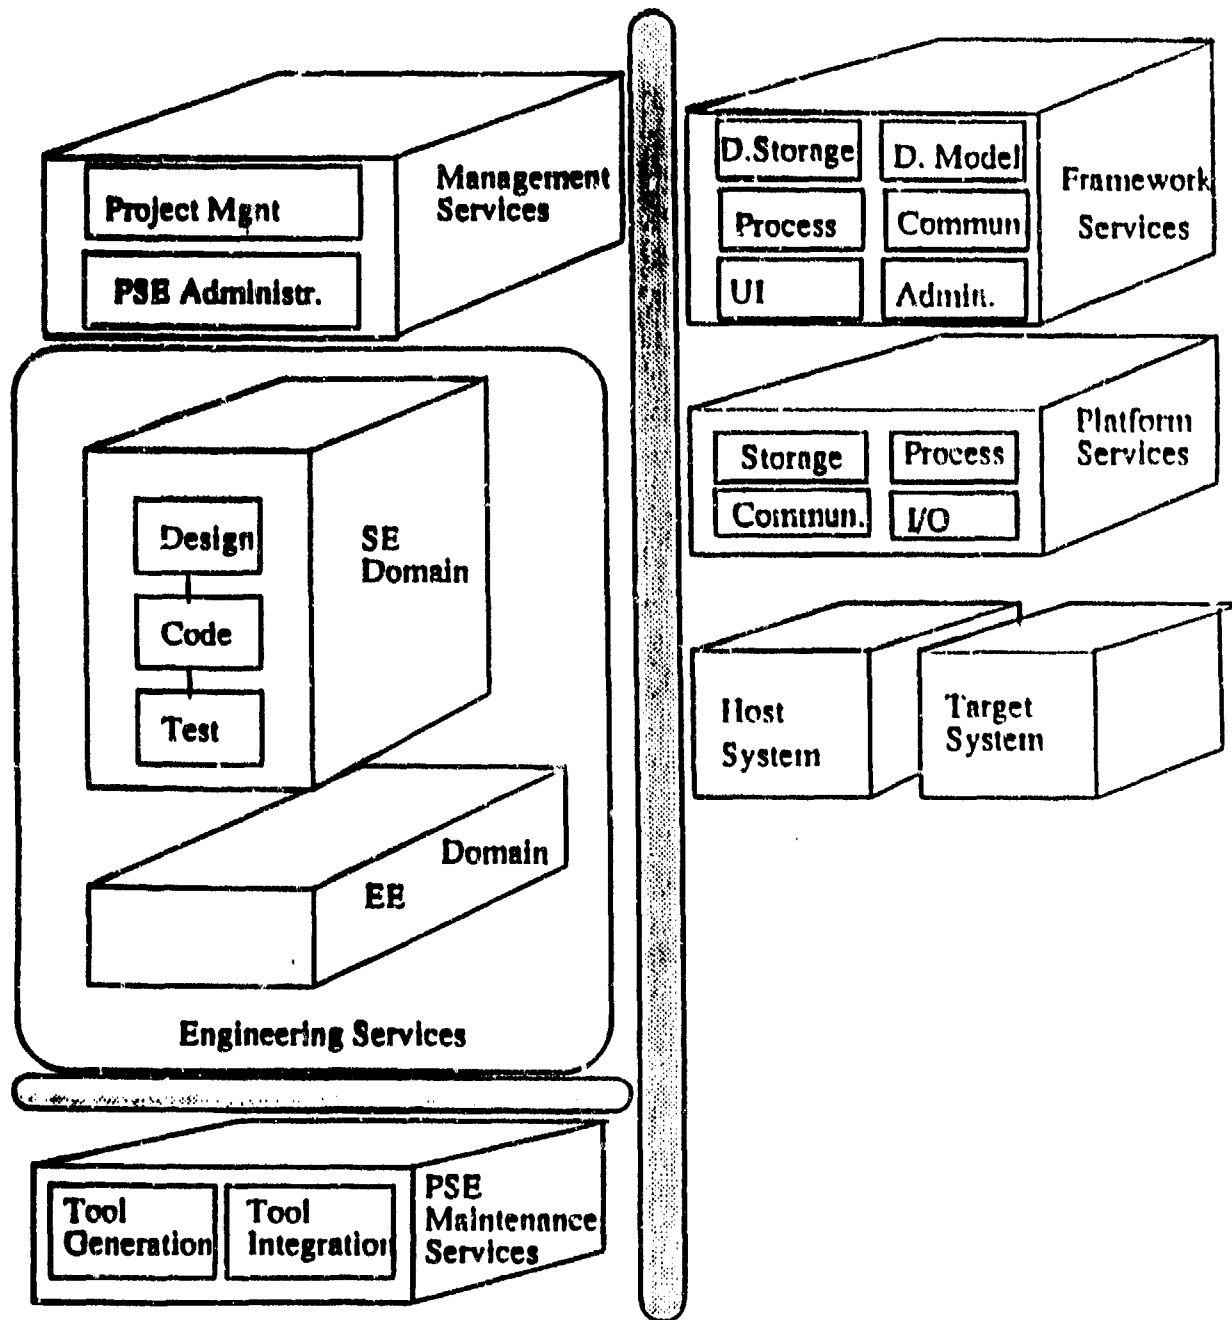 Management
Services
Project Mgnt
PSE Administr.
SE
Domain
Design
Code
Test
Domain
EE
Engineering Services
PSE
Maintenance
Services
Tool
Generation
Tool
Integration
D.Storage
D. Model
Process
Commun.
UI
Admin.
Framework
Services
Platform
Services
Storage
Process
Commun.
I/O
Host
System
Target
System